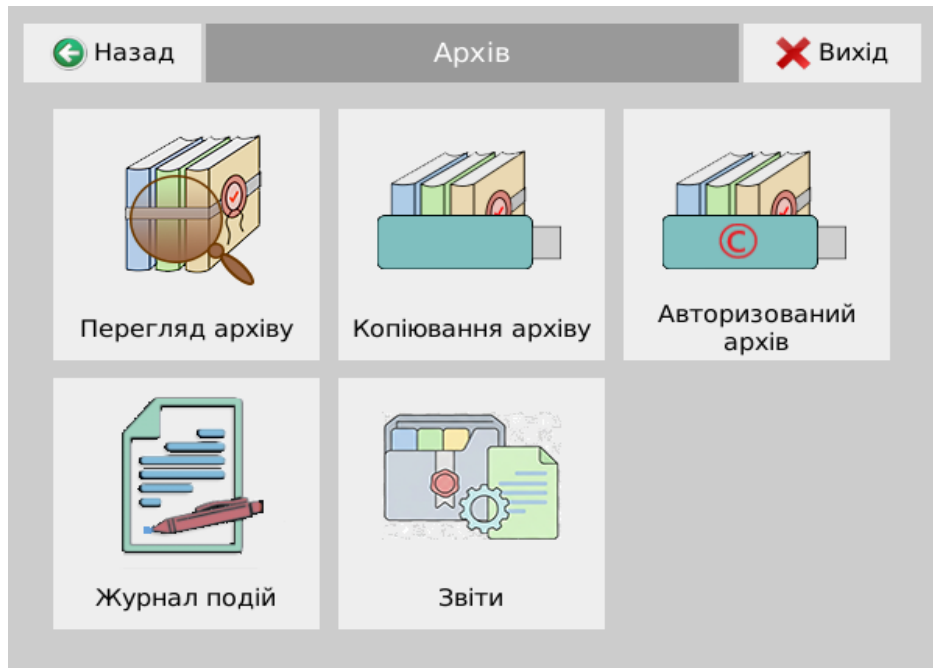 Назад
Архів
Вихід
Перегляд архіву
Копіювання архіву
Авторизований
архів
©
Журнал подій
Звіти